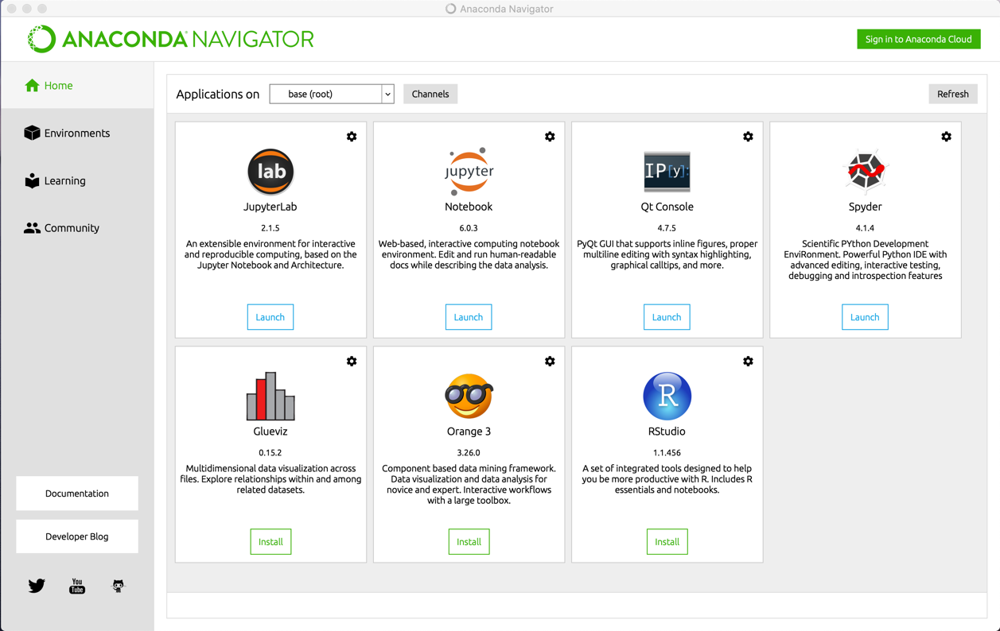 Anaconda Navigator
ANACONDA NAVIGATOR
Sign in to Anaconda Cloud
Home
Environments
Learning
Community
Documentation
Developer Blog
You
Tube
Applications on
base (root)
Channels
Refresh
lab
JupyterLab
2.1.5
An extensible environment for interactive
and reproducible computing, based on the
Jupyter Notebook and Architecture.
Launch
jupyter
Notebook
6.0.3
Web-based, interactive computing notebook
environment. Edit and run human-readable
docs while describing the data analysis.
Launch
IP[y]:
Qt Console
4.7.5
PyQt GUI that supports inline figures, proper
multiline editing with syntax highlighting,
graphical calltips, and more.
Launch
Spyder
4.1.4
Scientific PYthon Development
EnviRonment. Powerful Python IDE with
advanced editing, interactive testing,
debugging and introspection features
Launch
Glueviz
0.15.2
Multidimensional data visualization across
files. Explore relationships within and among
related datasets.
Install
Orange 3
3.26.0
Component based data mining framework.
Data visualization and data analysis for
novice and expert. Interactive workflows
with a large toolbox.
Install
R
RStudio
1.1.456
A set of integrated tools designed to help
you be more productive with R. Includes R
essentials and notebooks.
Install